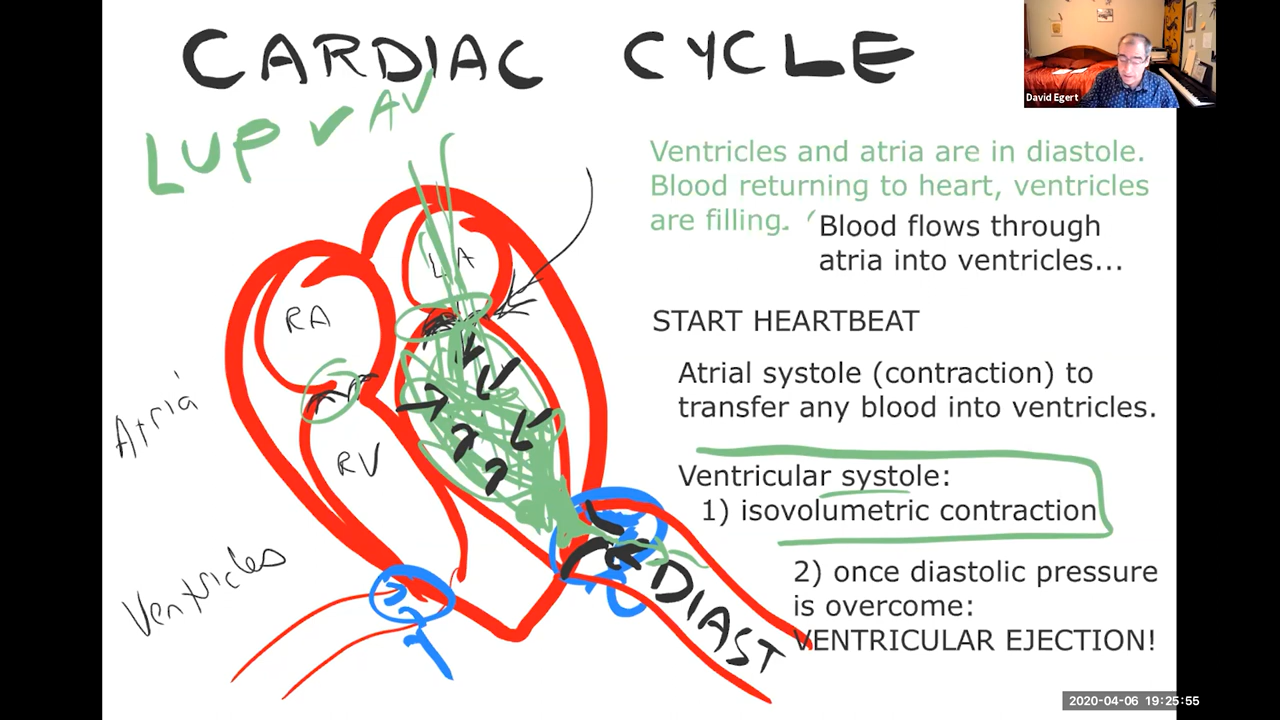 CARDIAC CYCLE
David Egert
LUP AV
Ventricles and atria are in diastole.
Blood returning to heart, ventricles
are filling.
Blood flows through
atria into ventricles...
LA
RA
START HEARTBEAT
Atrial systole (contraction) to
transfer any blood into ventricles.
Atria
RV
Ventricular systole:
1) isovolumetric contraction
Ventricles
2) once diastolic pressure
is overcome:
VENTRICULAR EJECTION!
DIAST
2020-04-06 19:25:55